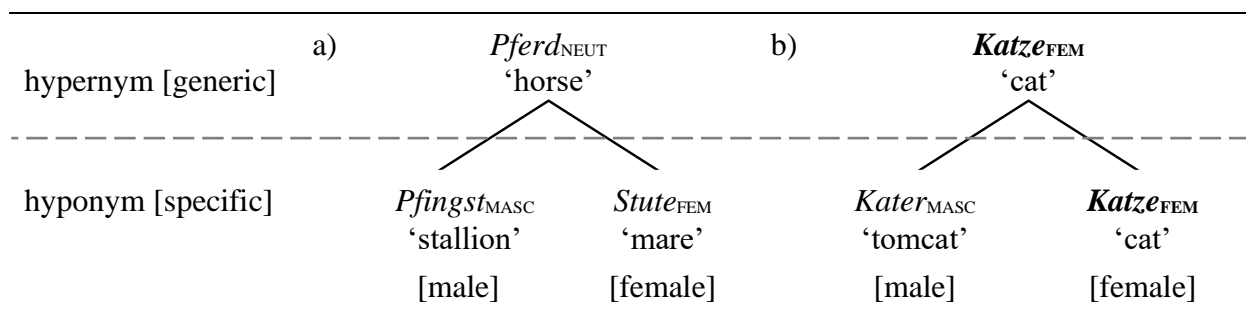 a) Pferd NEUT b) Katze FEM
hypernym [generic] ‘horse’ ‘cat’
hyponym [specific] Pfingst MASC Stute FEM Kater MASC Katze FEM
‘stallion’ ‘mare’ ‘tomcat’ ‘cat’
[male] [female] [male] [female]